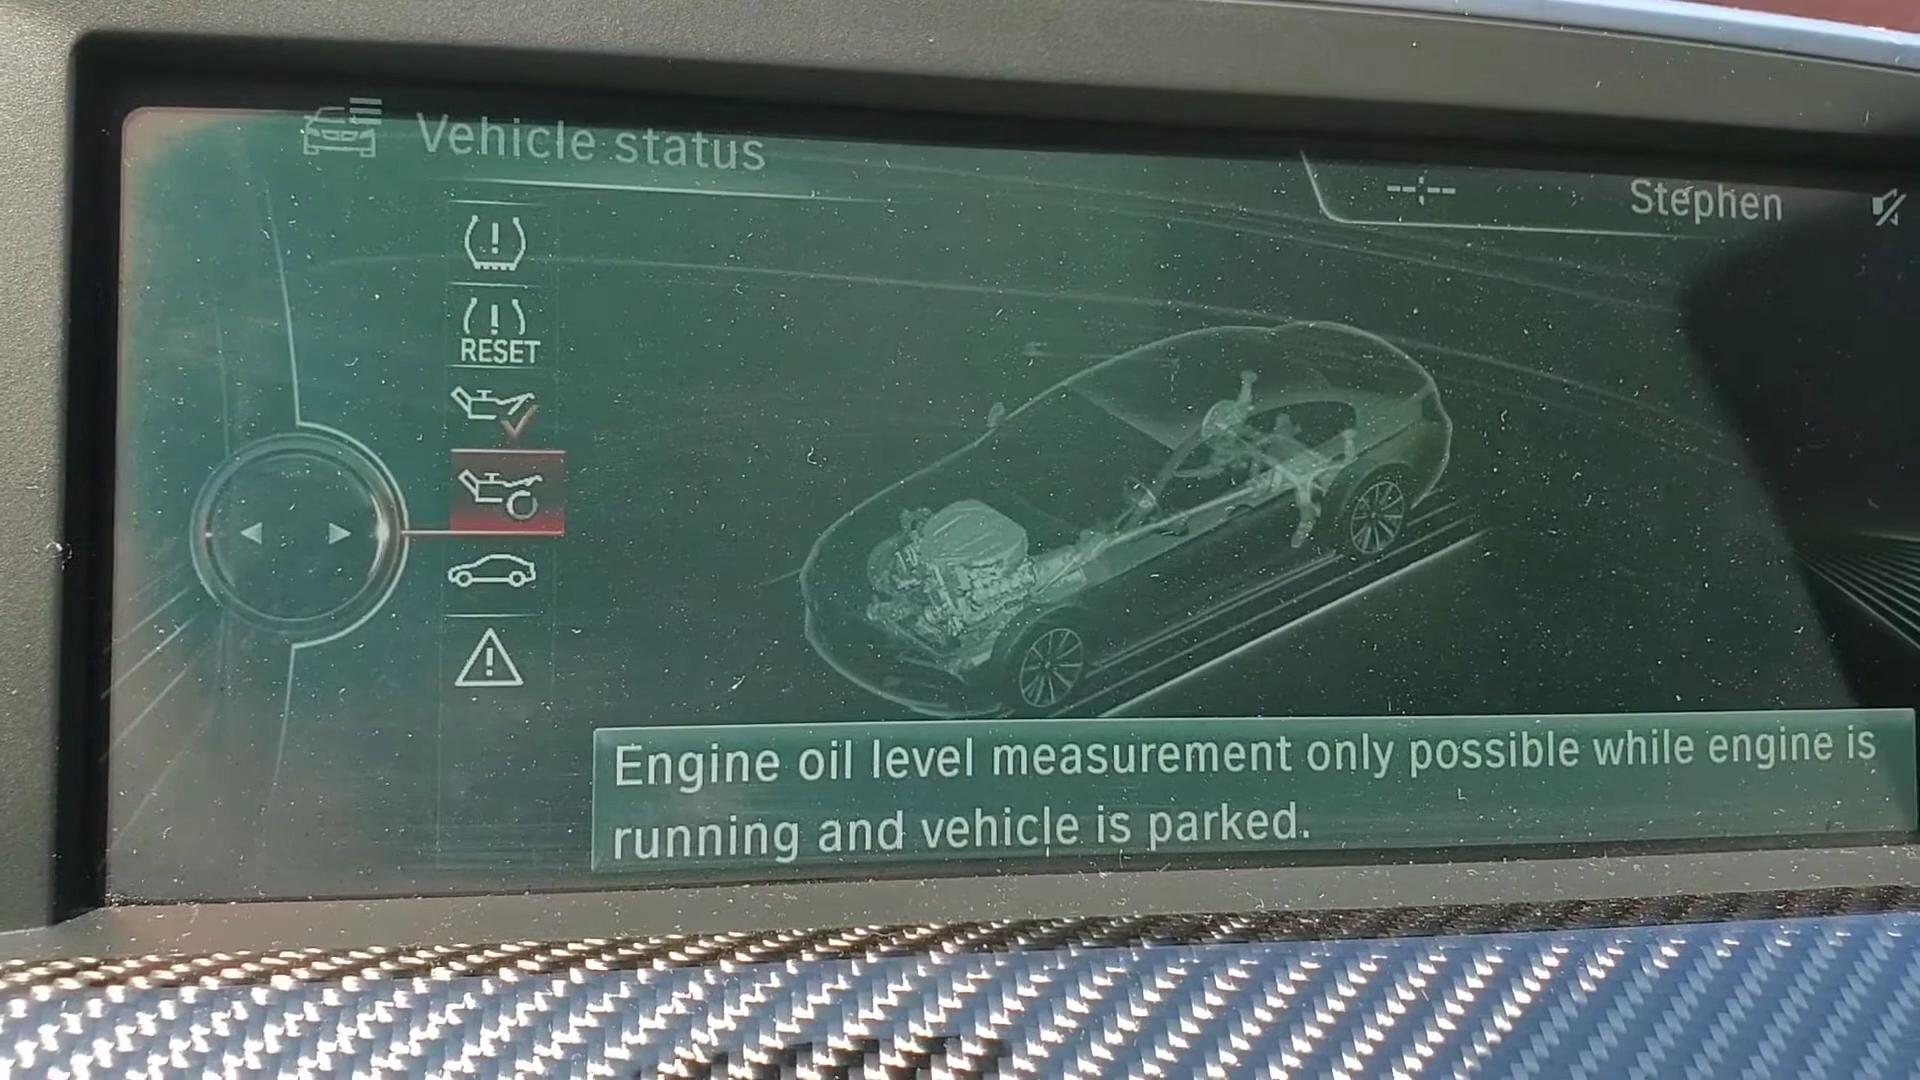 Vehicle status
Stephen
RESET
Engine oil level measurement only possible while engine is
running and vehicle is parked.